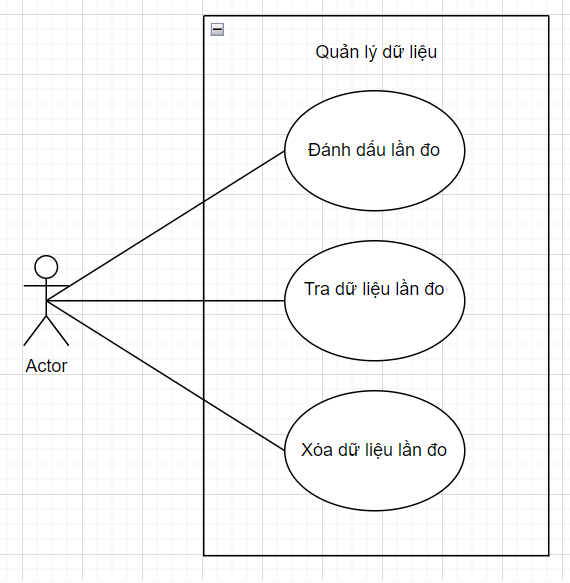 Quản lý dữ liệu
Đánh dấu lần đo
Tra dữ liệu lần đo
Actor
Xóa dữ liệu lần đo